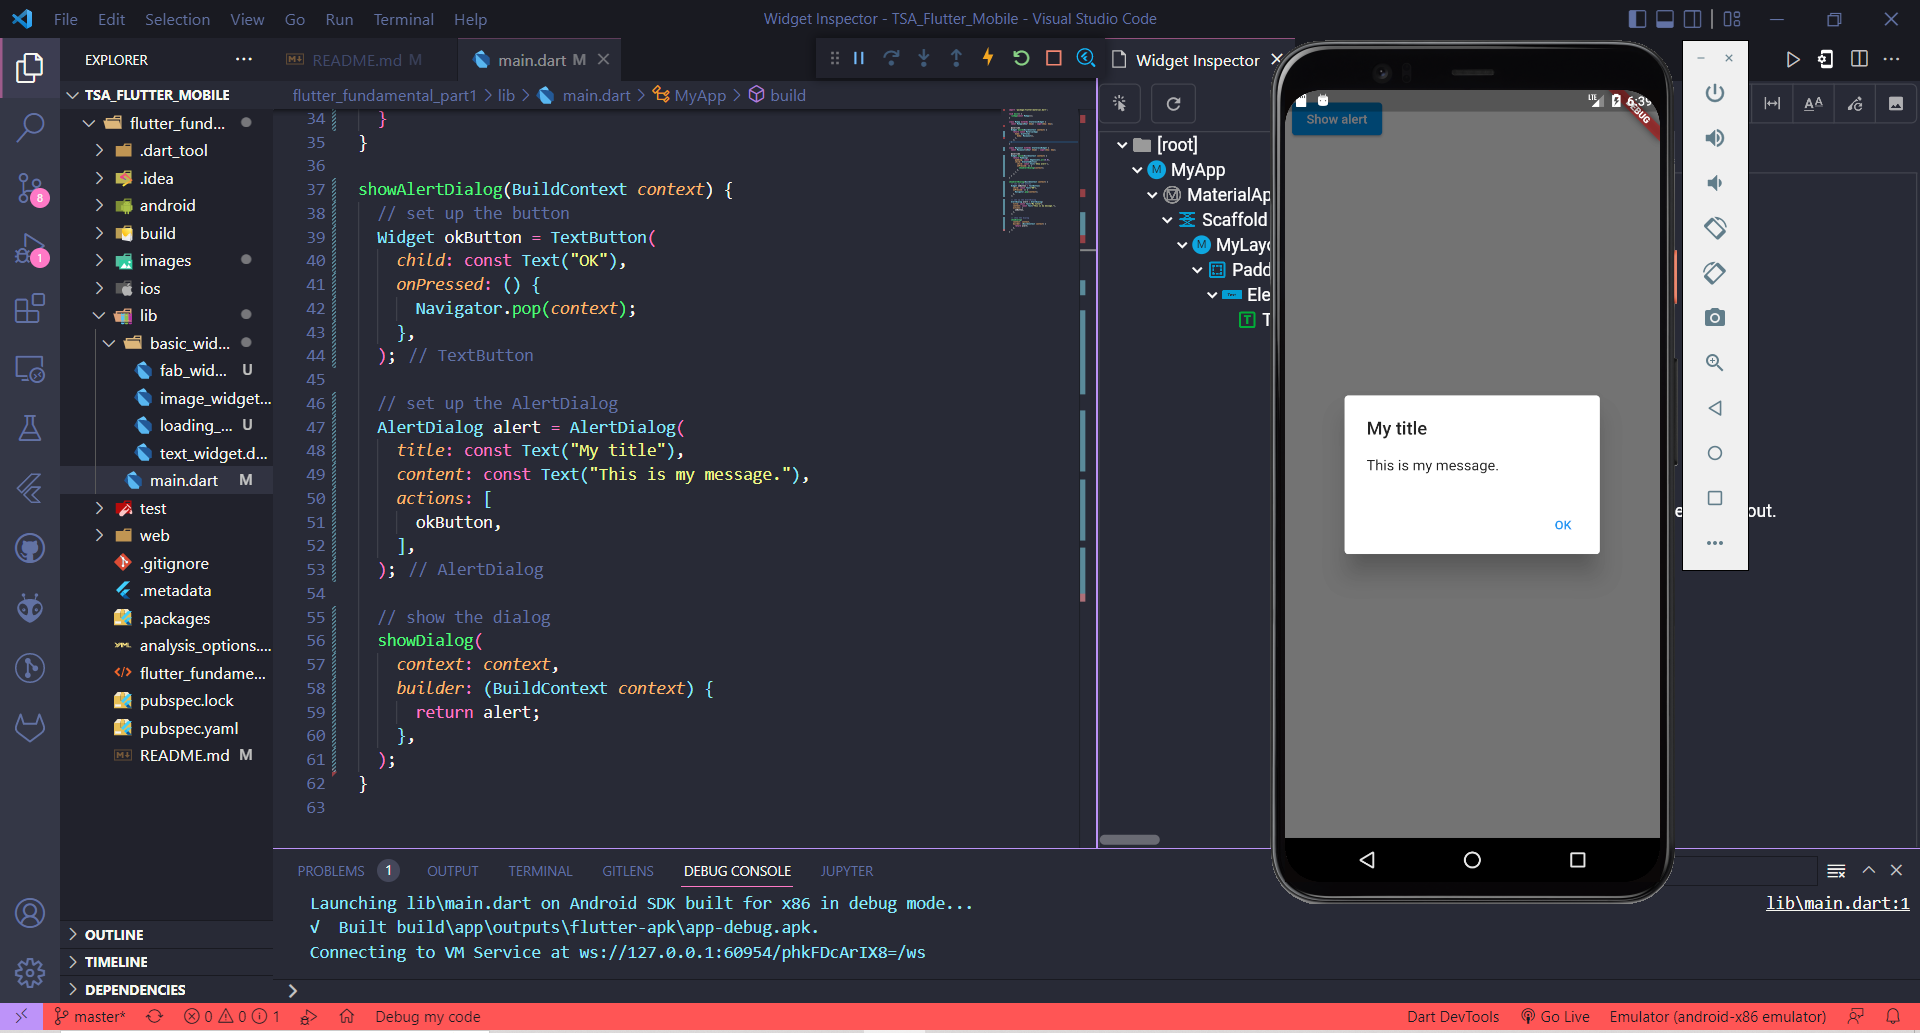 File Edit Selection View Go Run Terminal Help
Widget Inspector - TSA_Flutter_Mobile - Visual Studio Code
EXPLORER
TSA_FLUTTER_MOBILE
flutter_fund...
.dart_tool
.idea
android
build
images
ios
lib
basic_wid...
fab_wid... U
image_widget...
loading_... U
text_widget.d...
main.dart M
test
web
.gitignore
.metadata
.packages
analysis_options....
flutter_fundame...
pubspec.lock
pubspec.yaml
README.md M
OUTLINE
TIMELINE
DEPENDENCIES
8
1
README.md M
main.dart M
flutter_fundamental_part1 > lib > main.dart > MyApp > build
34 }
35 }
36
37 showAlertDialog(BuildContext context) {
38 // set up the button
39 Widget okButton = TextButton(
40 child: const Text("OK"),
41 onPressed: () {
42 Navigator.pop(context);
43 },
44 ); // TextButton
45
46 // set up the AlertDialog
47 AlertDialog alert = AlertDialog(
48 title: const Text("My title"),
49 content: const Text("This is my message."),
50 actions: [
51 okButton,
52 ],
53 ); // AlertDialog
54
55 // show the dialog
56 showDialog(
57 context: context,
58 builder: (BuildContext context) {
59 return alert;
60 },
61 );
62 }
63
Widget Inspector
[root]
MyApp
MaterialAp
Scaffold
MyLayo
Padd
Ele
T
out.
LTE
DEBUG
Show alert
My title
This is my message.
OK
PROBLEMS 1 OUTPUT TERMINAL GITLENS DEBUG CONSOLE JUPYTER
Launching lib\main.dart on Android SDK built for x86 in debug mode...
√ Built build\app\outputs\flutter-apk\app-debug.apk.
Connecting to VM Service at ws://127.0.0.1:60954/phkFDcArIX8=/ws
lib\main.dart:1
master* 0 0 1 Debug my code
Dart DevTools Go Live Emulator (android-x86 emulator)